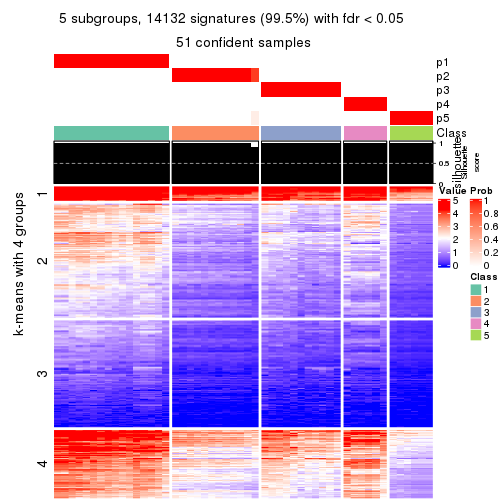 5 subgroups, 14132 signatures (99.5%) with fdr < 0.05
51 confident samples
p1
p2
p3
p4
p5
Class
1
0.5
0
silhouette
Silhouette
score
k-means with 4 groups
1
2
3
4
Value
5
4
3
2
1
0
Prob
1
0.8
0.6
0.4
0.2
0
Class
1
2
3
4
5